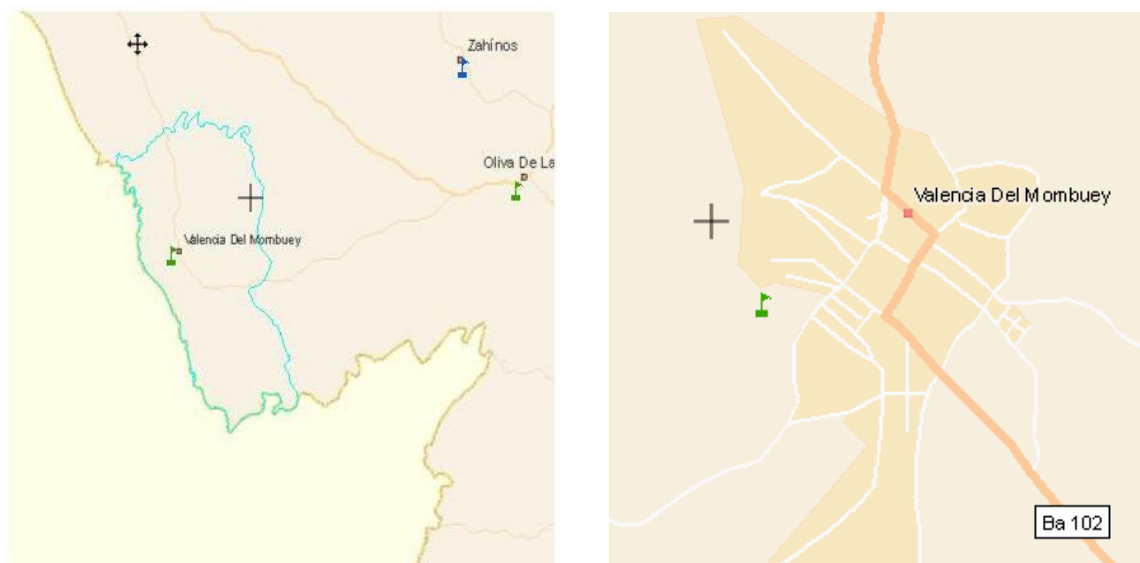 Zahínos
Oliva De La
Valencia Del Mombuey
Valencia Del Mombuey
Ba 102